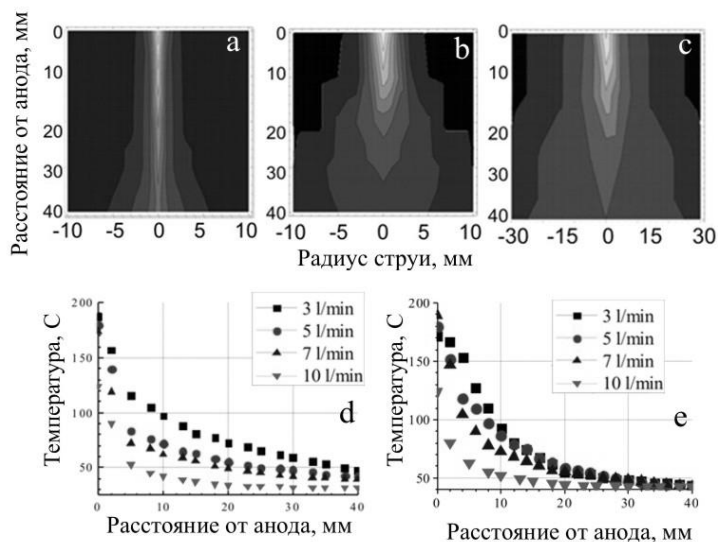 a
b
c
Расстояние от анода, мм
0
10
20
30
40
0
10
20
30
40
0
10
20
30
40
-10 -5 0 5 10
-10 -5 0 5 10
-30 -15 0 15 30
Радиус струи, мм
Температура, С
200
150
100
50
3 l/min
5 l/min
7 l/min
10 l/min
d
0 10 20 30 40
Расстояние от анода, мм
Температура, С
200
150
100
50
3 l/min
5 l/min
7 l/min
10 l/min
e
0 10 20 30 40
Расстояние от анода, мм